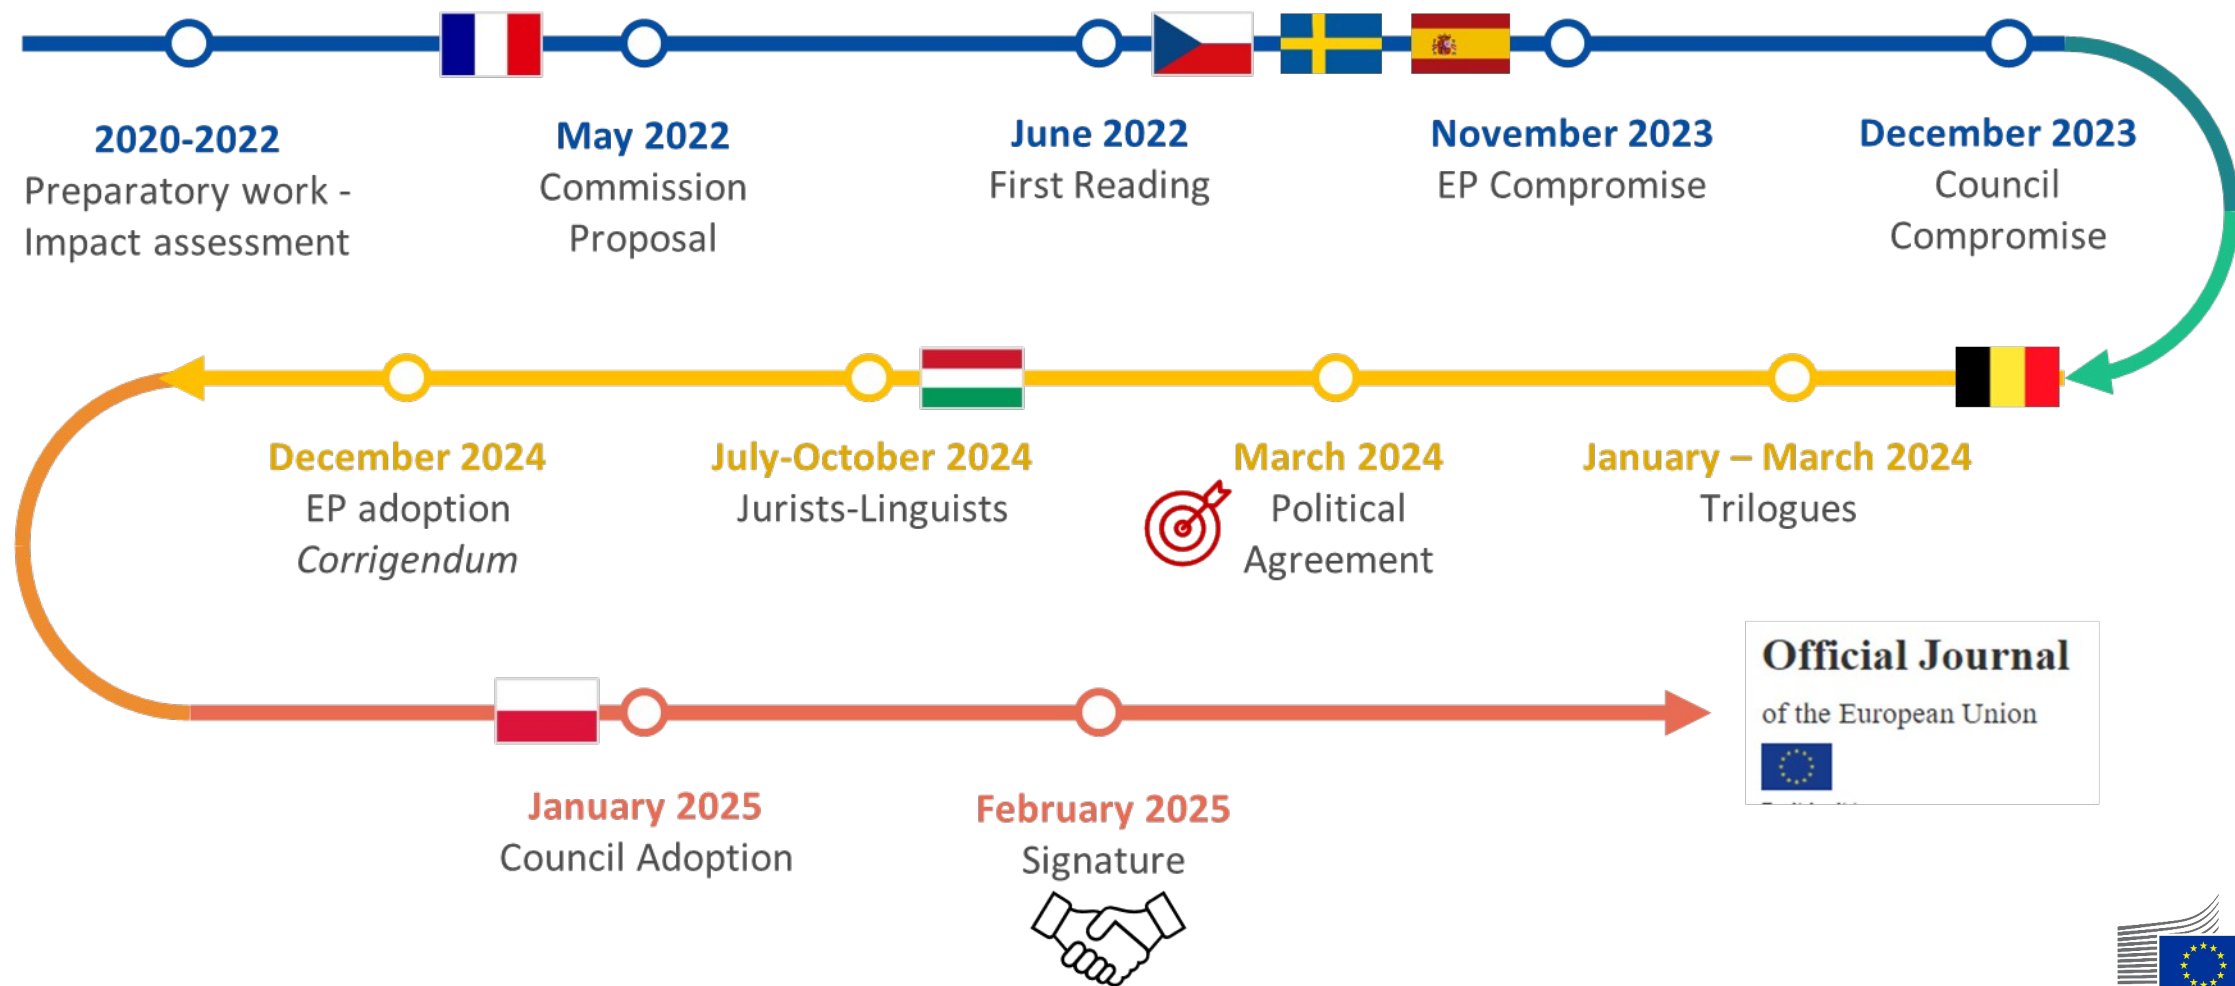 2020-2022
Preparatory work -
Impact assessment
May 2022
Commission
Proposal
June 2022
First Reading
November 2023
EP Compromise
December 2023
Council
Compromise
January – March 2024
Trilogues
March 2024
Political
Agreement
July-October 2024
Jurists-Linguists
December 2024
EP adoption
Corrigendum
January 2025
Council Adoption
February 2025
Signature
Official Journal
of the European Union